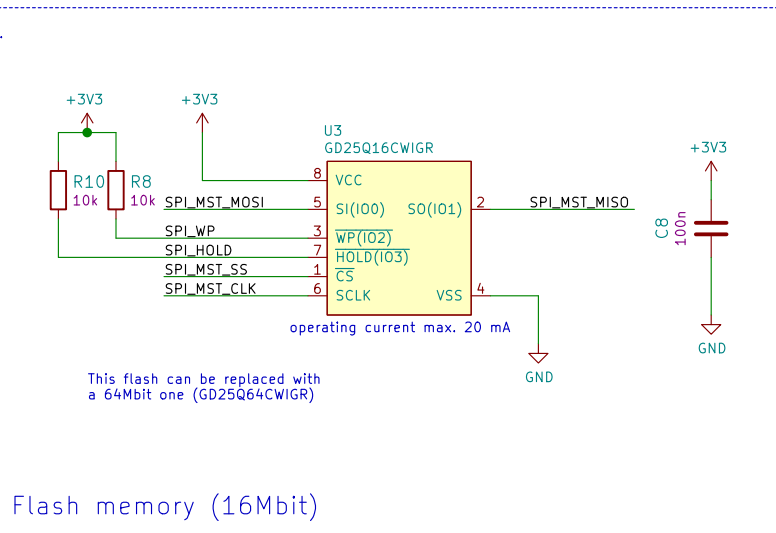 .
+3V3
+3V3
U3
GD25Q16CWIGR
+3V3
R10
10k
R8
10k
8
VCC
SPI_MST_MOSI
5
SI(IO0)
SO(IO1)
2
SPI_MST_MISO
C8
100n
SPI_WP
3
WP(IO2)
SPI_HOLD
7
HOLD(IO3)
SPI_MST_SS
1
CS
SPI_MST_CLK
6
SCLK
VSS
4
operating current max. 20 mA
GND
GND
This flash can be replaced with
a 64Mbit one (GD25Q64CWIGR)
Flash memory (16Mbit)